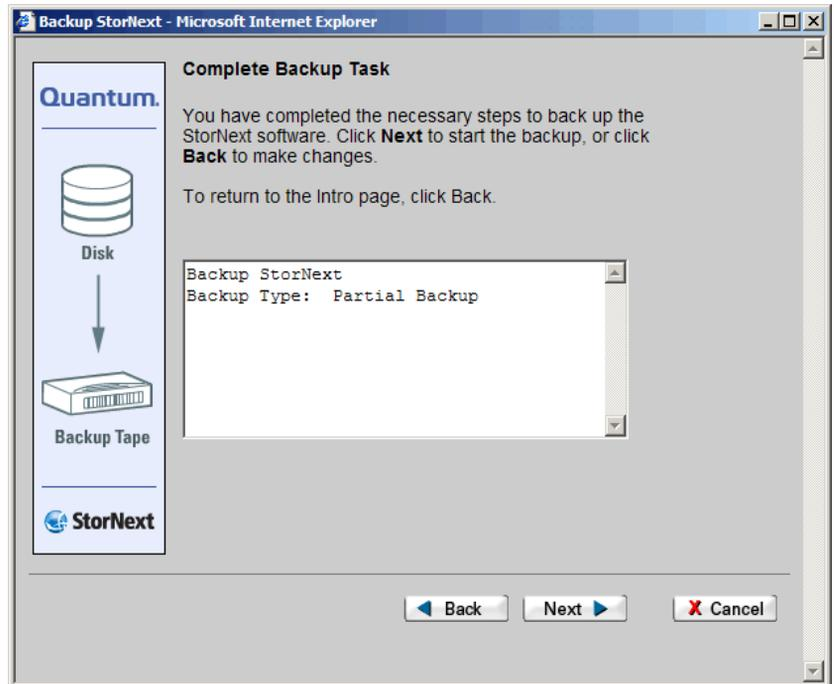 Backup StorNext - Microsoft Internet Explorer
Quantum.
Disk
Backup Tape
StorNext
Complete Backup Task
You have completed the necessary steps to back up the
StorNext software. Click Next to start the backup, or click
Back to make changes.
To return to the Intro page, click Back.
Backup StorNext
Backup Type:  Partial Backup
Back
Next
X Cancel